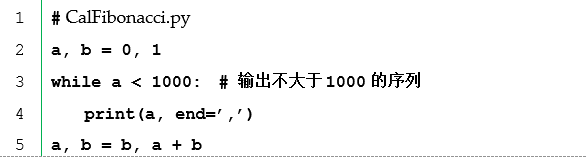 1 # CalFibonacci.py
2 a, b = 0, 1
3 while a < 1000: # 输出不大于1000的序列
4 print(a, end=’,’)
5 a, b = b, a + b